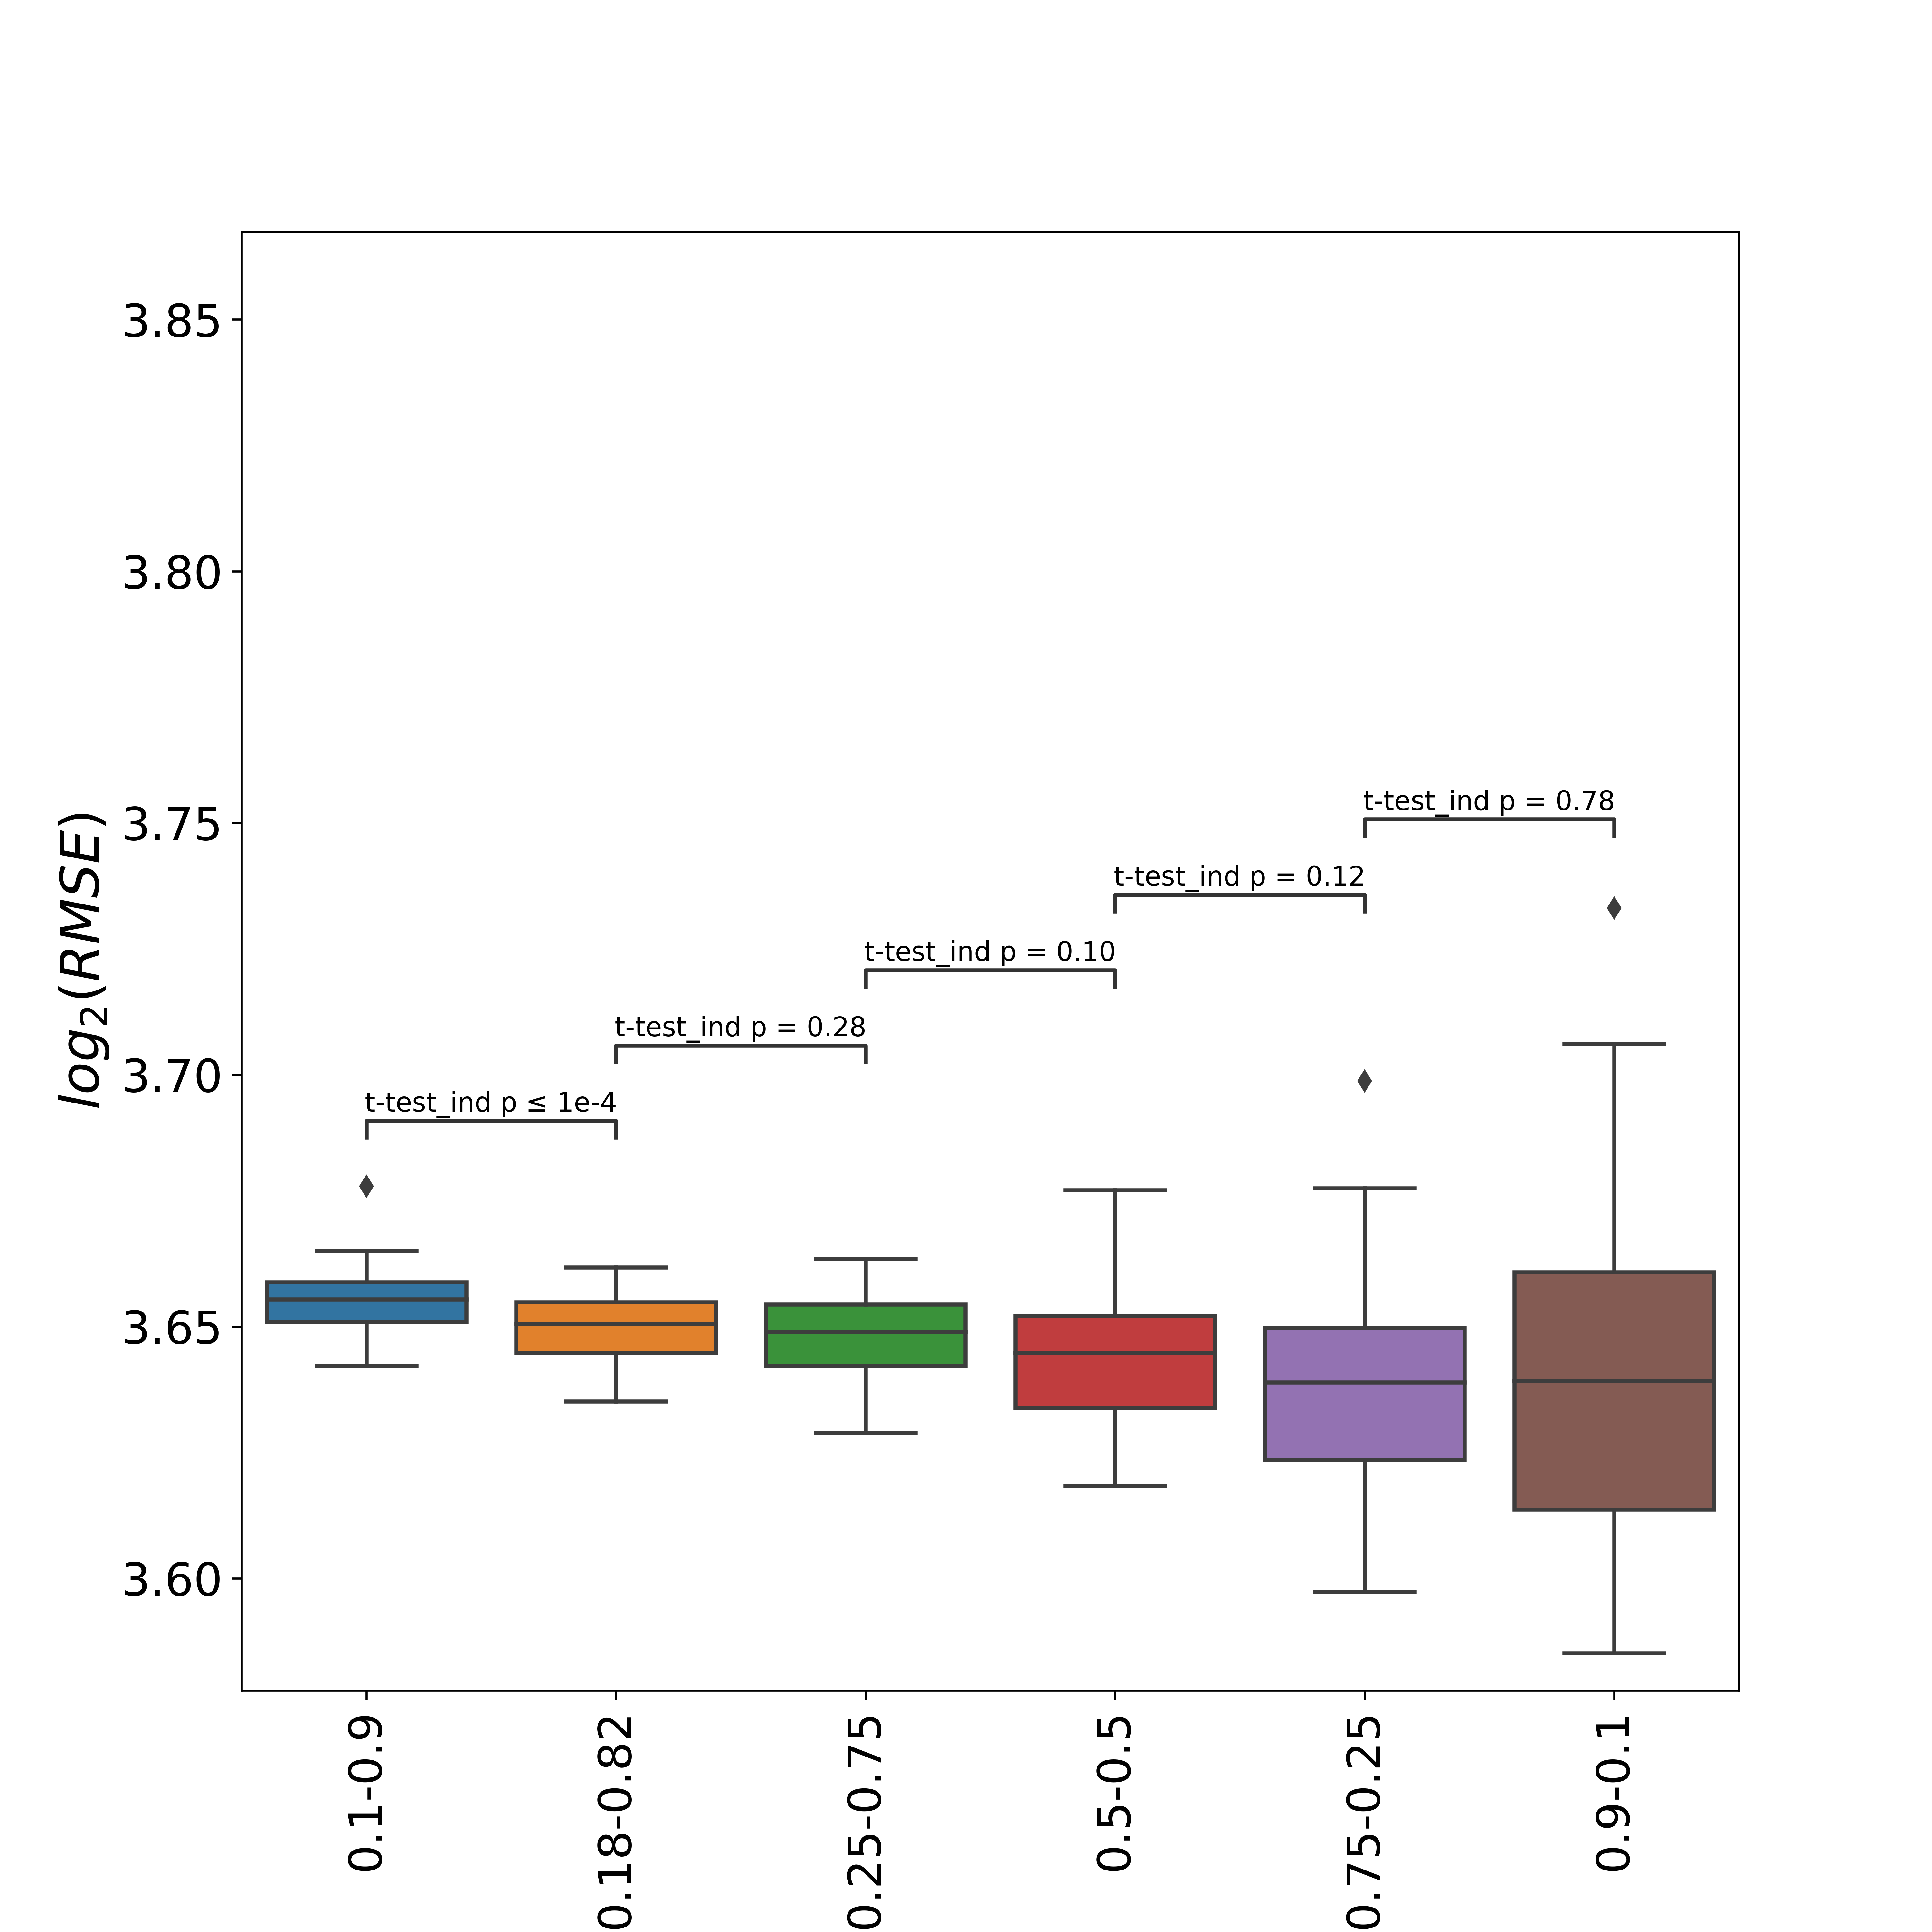 3.85
3.80
3.75
3.70
3.65
3.60
log₂(RMSE)
t-test_ind p = 0.78
t-test_ind p = 0.12
t-test_ind p = 0.10
t-test_ind p = 0.28
t-test_ind p ≤ 1e-4
0.1-0.9
0.18-0.82
0.25-0.75
0.5-0.5
0.75-0.25
0.9-0.1